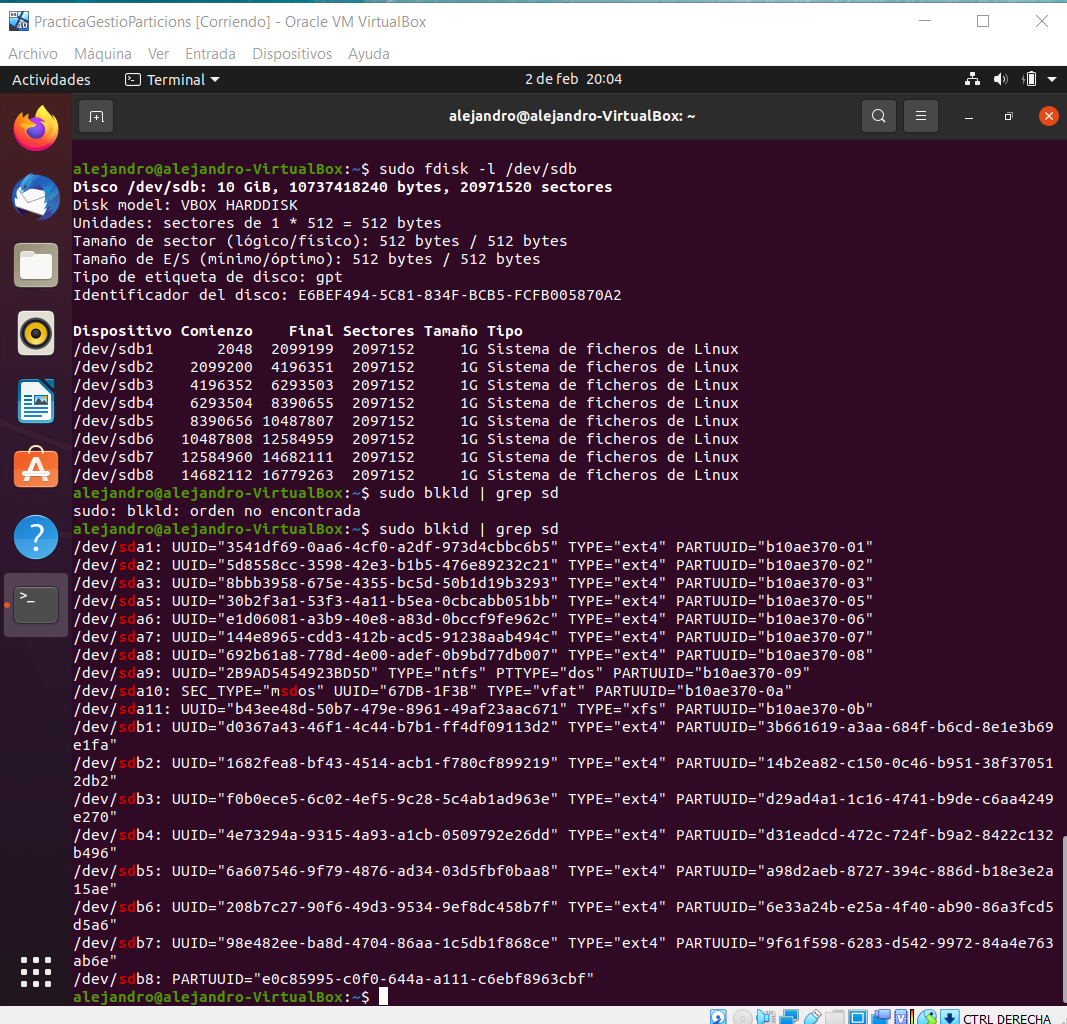 PracticaGestioParticions [Corriendo] - Oracle VM VirtualBox
Archivo Máquina Ver Entrada Dispositivos Ayuda
Actividades Terminal 2 de feb 20:04
alejandro@alejandro-VirtualBox: ~
alejandro@alejandro-VirtualBox:~$ sudo fdisk -l /dev/sdb
Disco /dev/sdb: 10 GiB, 10737418240 bytes, 20971520 sectores
Disk model: VBOX HARDDISK
Unidades: sectores de 1 * 512 = 512 bytes
Tamaño de sector (lógico/físico): 512 bytes / 512 bytes
Tamaño de E/S (mínimo/óptimo): 512 bytes / 512 bytes
Tipo de etiqueta de disco: gpt
Identificador del disco: E6BEF494-5C81-834F-BCB5-FCFB005870A2
Dispositivo Comienzo Final Sectores Tamaño Tipo
/dev/sdb1 2048 2099199 2097152 1G Sistema de ficheros de Linux
/dev/sdb2 2099200 4196351 2097152 1G Sistema de ficheros de Linux
/dev/sdb3 4196352 6293503 2097152 1G Sistema de ficheros de Linux
/dev/sdb4 6293504 8390655 2097152 1G Sistema de ficheros de Linux
/dev/sdb5 8390656 10487807 2097152 1G Sistema de ficheros de Linux
/dev/sdb6 10487808 12584959 2097152 1G Sistema de ficheros de Linux
/dev/sdb7 12584960 14682111 2097152 1G Sistema de ficheros de Linux
/dev/sdb8 14682112 16779263 2097152 1G Sistema de ficheros de Linux
alejandro@alejandro-VirtualBox:~$ sudo blkld | grep sd
sudo: blkld: orden no encontrada
alejandro@alejandro-VirtualBox:~$ sudo blkid | grep sd
/dev/sda1: UUID="3541df69-0aa6-4cf0-a2df-973d4cbbc6b5" TYPE="ext4" PARTUUID="b10ae370-01"
/dev/sda2: UUID="5d8558cc-3598-42e3-b1b5-476e89232c21" TYPE="ext4" PARTUUID="b10ae370-02"
/dev/sda3: UUID="8bbb3958-675e-4355-bc5d-50b1d19b3293" TYPE="ext4" PARTUUID="b10ae370-03"
/dev/sda5: UUID="30b2f3a1-53f3-4a11-b5ea-0cbcabb051bb" TYPE="ext4" PARTUUID="b10ae370-05"
/dev/sda6: UUID="e1d06081-a3b9-40e8-a83d-0bccf9fe962c" TYPE="ext4" PARTUUID="b10ae370-06"
/dev/sda7: UUID="144e8965-cdd3-412b-acd5-91238aab494c" TYPE="ext4" PARTUUID="b10ae370-07"
/dev/sda8: UUID="692b61a8-778d-4e00-adef-0b9bd77db007" TYPE="ext4" PARTUUID="b10ae370-08"
/dev/sda9: UUID="2B9AD5454923BD5D" TYPE="ntfs" PTTYPE="dos" PARTUUID="b10ae370-09"
/dev/sda10: SEC_TYPE="msdos" UUID="67DB-1F3B" TYPE="vfat" PARTUUID="b10ae370-0a"
/dev/sda11: UUID="b43ee48d-50b7-479e-8961-49af23aac671" TYPE="xfs" PARTUUID="b10ae370-0b"
/dev/sdb1: UUID="d0367a43-46f1-4c44-b7b1-ff4df09113d2" TYPE="ext4" PARTUUID="3b661619-a3aa-684f-b6cd-8e1e3b69
e1fa"
/dev/sdb2: UUID="1682fea8-bf43-4514-acb1-f780cf899219" TYPE="ext4" PARTUUID="14b2ea82-c150-0c46-b951-38f37051
2db2"
/dev/sdb3: UUID="f0b0ece5-6c02-4ef5-9c28-5c4ab1ad963e" TYPE="ext4" PARTUUID="d29ad4a1-1c16-4741-b9de-c6aa4249
e270"
/dev/sdb4: UUID="4e73294a-9315-4a93-a1cb-0509792e26dd" TYPE="ext4" PARTUUID="d31eadcd-472c-724f-b9a2-8422c132
b496"
/dev/sdb5: UUID="6a607546-9f79-4876-ad34-03d5fbf0baa8" TYPE="ext4" PARTUUID="a98d2aeb-8727-394c-886d-b18e3e2a
15ae"
/dev/sdb6: UUID="208b7c27-90f6-49d3-9534-9ef8dc458b7f" TYPE="ext4" PARTUUID="6e33a24b-e25a-4f40-ab90-86a3fcd5
d5a6"
/dev/sdb7: UUID="98e482ee-ba8d-4704-86aa-1c5db1f868ce" TYPE="ext4" PARTUUID="9f61f598-6283-d542-9972-84a4e763
ab6e"
/dev/sdb8: PARTUUID="e0c85995-c0f0-644a-a111-c6ebf8963cbf"
alejandro@alejandro-VirtualBox:~$
CTRL DERECHA